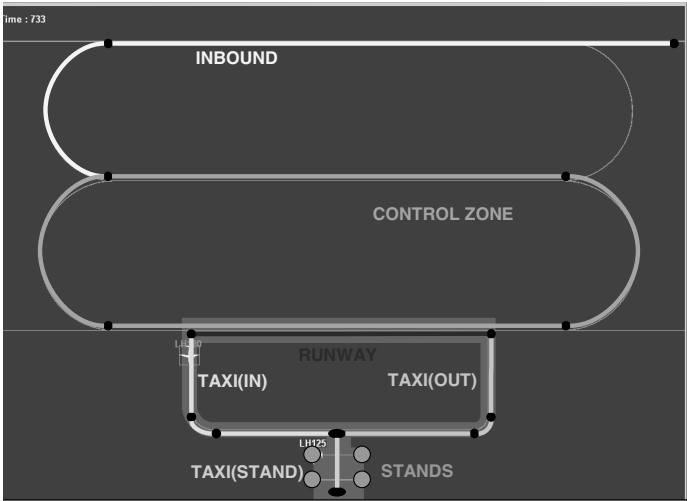 Time : 733
INBOUND
CONTROL ZONE
RUNWAY
TAXI(IN)
TAXI(OUT)
LH125
TAXI(STAND)
STANDS